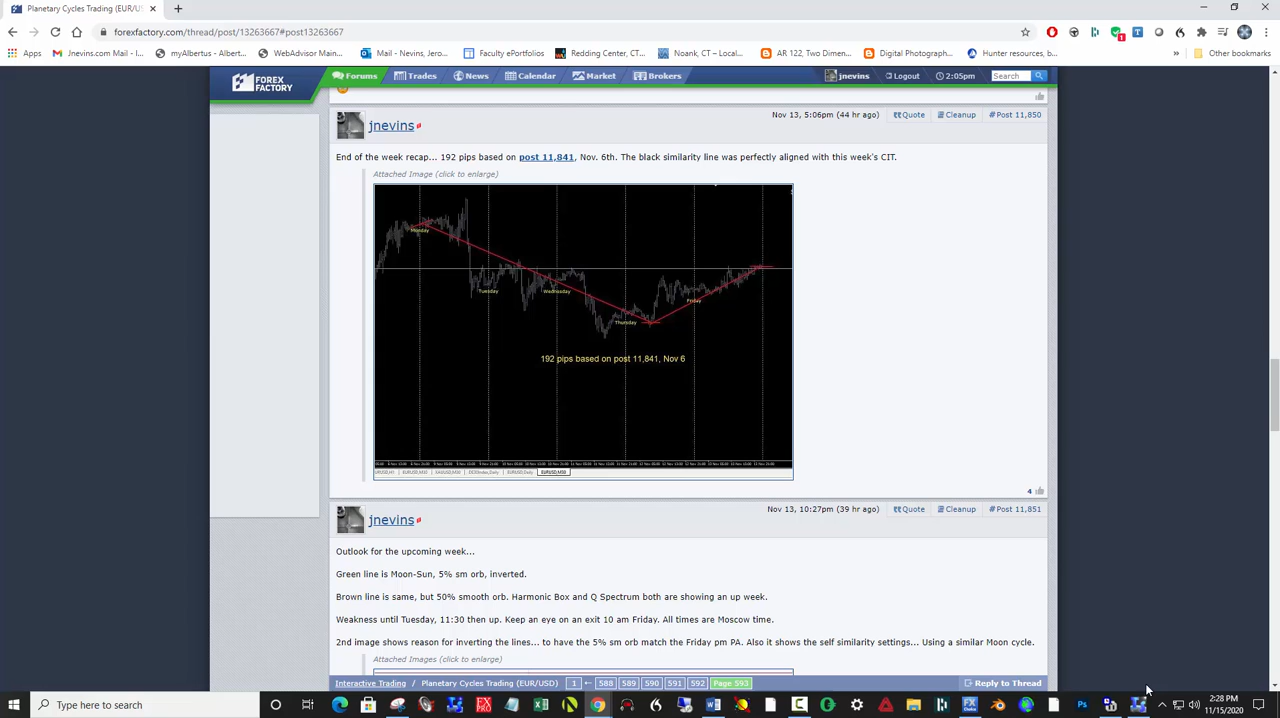 Planetary Cycles Trading (EUR/US
forexfactory.com/thread/post/13263667#post13263667
Apps
Jnevins.com Mail - I...
myAlbertus - Albert...
WebAdvisor Main...
Mail - Nevins, Jero...
Faculty ePortfolios
Redding Center, CT...
Noank, CT – Local...
AR 122, Two Dimen...
Digital Photograph...
Hunter resources, b...
Other bookmarks
FOREX FACTORY
Forums
Trades
News
Calendar
Market
Brokers
jnevins
Logout
2:05pm
Search
jnevins
Nov 13, 5:06pm (44 hr ago)
Quote
Cleanup
#Post 11,850
End of the week recap... 192 pips based on post 11,841, Nov. 6th. The black similarity line was perfectly aligned with this week's CIT.
Attached Image (click to enlarge)
Monday
Tuesday
Wednesday
Thursday
Friday
192 pips based on post 11,841, Nov 6
4
jnevins
Nov 13, 10:27pm (39 hr ago)
Quote
Cleanup
#Post 11,851
Outlook for the upcoming week...
Green line is Moon-Sun, 5% sm orb, inverted.
Brown line is same, but 50% smooth orb. Harmonic Box and Q Spectrum both are showing an up week.
Weakness until Tuesday, 11:30 then up. Keep an eye on an exit 10 am Friday. All times are Moscow time.
2nd image shows reason for inverting the lines... to have the 5% sm orb match the Friday pm PA. Also it shows the self similarity settings... Using a similar Moon cycle.
Attached Images (click to enlarge)
Interactive Trading / Planetary Cycles Trading (EUR/USD) 1 ← 588 589 590 591 592 Page 593
Reply to Thread
Type here to search
2:28 PM
11/15/2020